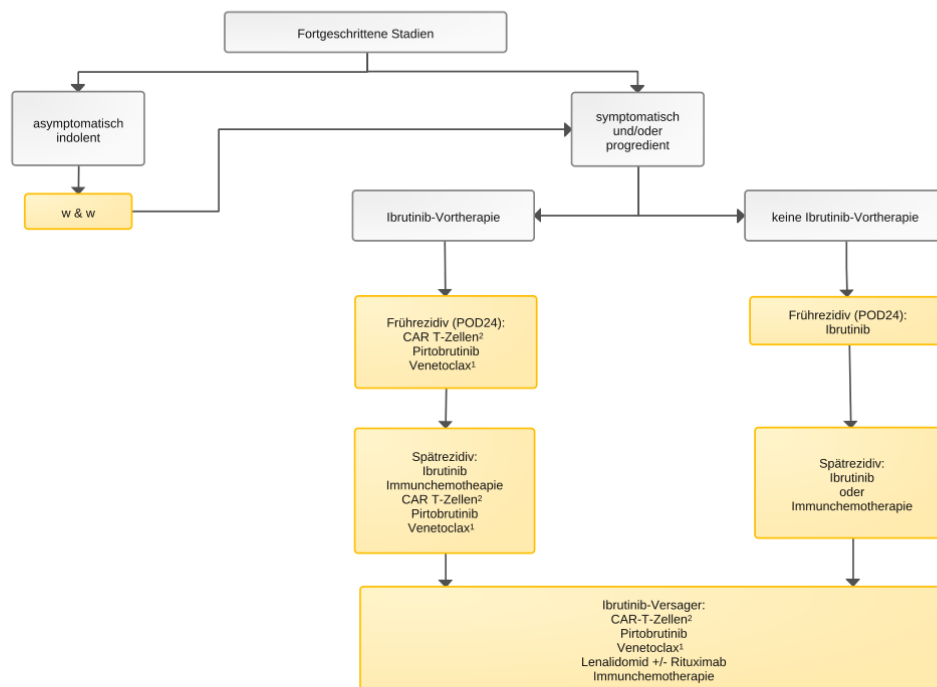 Fortgeschrittene Stadien
asymptomatisch
indolent
symptomatisch
und/oder
progredient
w & w
Ibrutinib-Vortherapie
keine Ibrutinib-Vortherapie
Frührezidiv (POD24):
CAR T-Zellen²
Pirtobrutinib
Venetoclax¹
Frührezidiv (POD24):
Ibrutinib
Spätrezidiv:
Ibrutinib
Immunchemotheapie
CAR T-Zellen²
Pirtobrutinib
Venetoclax¹
Spätrezidiv:
Ibrutinib
oder
Immunchemotherapie
Ibrutinib-Versager:
CAR-T-Zellen²
Pirtobrutinib
Venetoclax¹
Lenalidomid +/- Rituximab
Immunchemotherapie